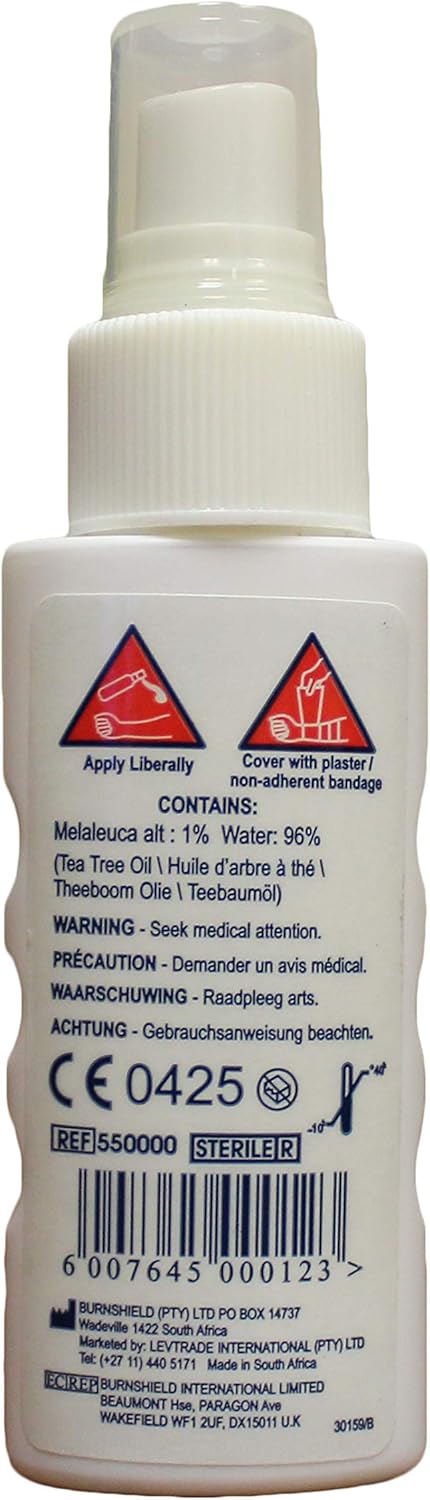 Apply Liberally
Cover with plaster /
non-adherent bandage
CONTAINS:
Melaleuca alt : 1% Water: 96%
(Tea Tree Oil \ Huile d'arbre à thé \
Theeboom Olie \ Teebaumöl)
WARNING - Seek medical attention.
PRÉCAUTION - Demander un avis médical.
WAARSCHUWING - Raadpleeg arts.
ACHTUNG - Gebrauchsanweisung beachten.
CE 0425
-10° +40°
REF 550000 STERILE R
6 007645 000123 >
BURNSHIELD (PTY) LTD PO BOX 14737
Wadeville 1422 South Africa
Marketed by: LEVTRADE INTERNATIONAL (PTY) LTD
Tel: (+27 11) 440 5171 Made in South Africa
EC REP BURNSHIELD INTERNATIONAL LIMITED
BEAUMONT Hse, PARAGON Ave
WAKEFIELD WF1 2UF, DX15011 U.K 30159/B